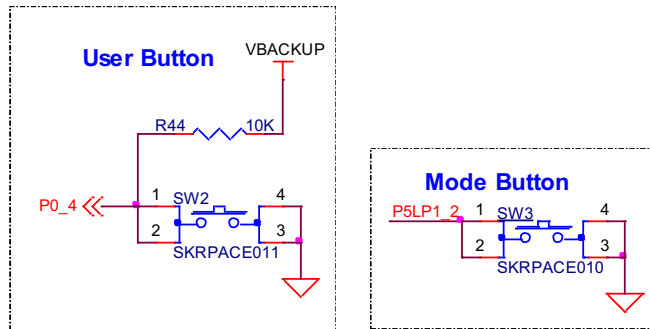 User Button
VBACKUP
R44 10K
P0_4
1 SW2 4
2 3
SKRPACE011
Mode Button
P5LP1_2
1 SW3 4
2 3
SKRPACE010